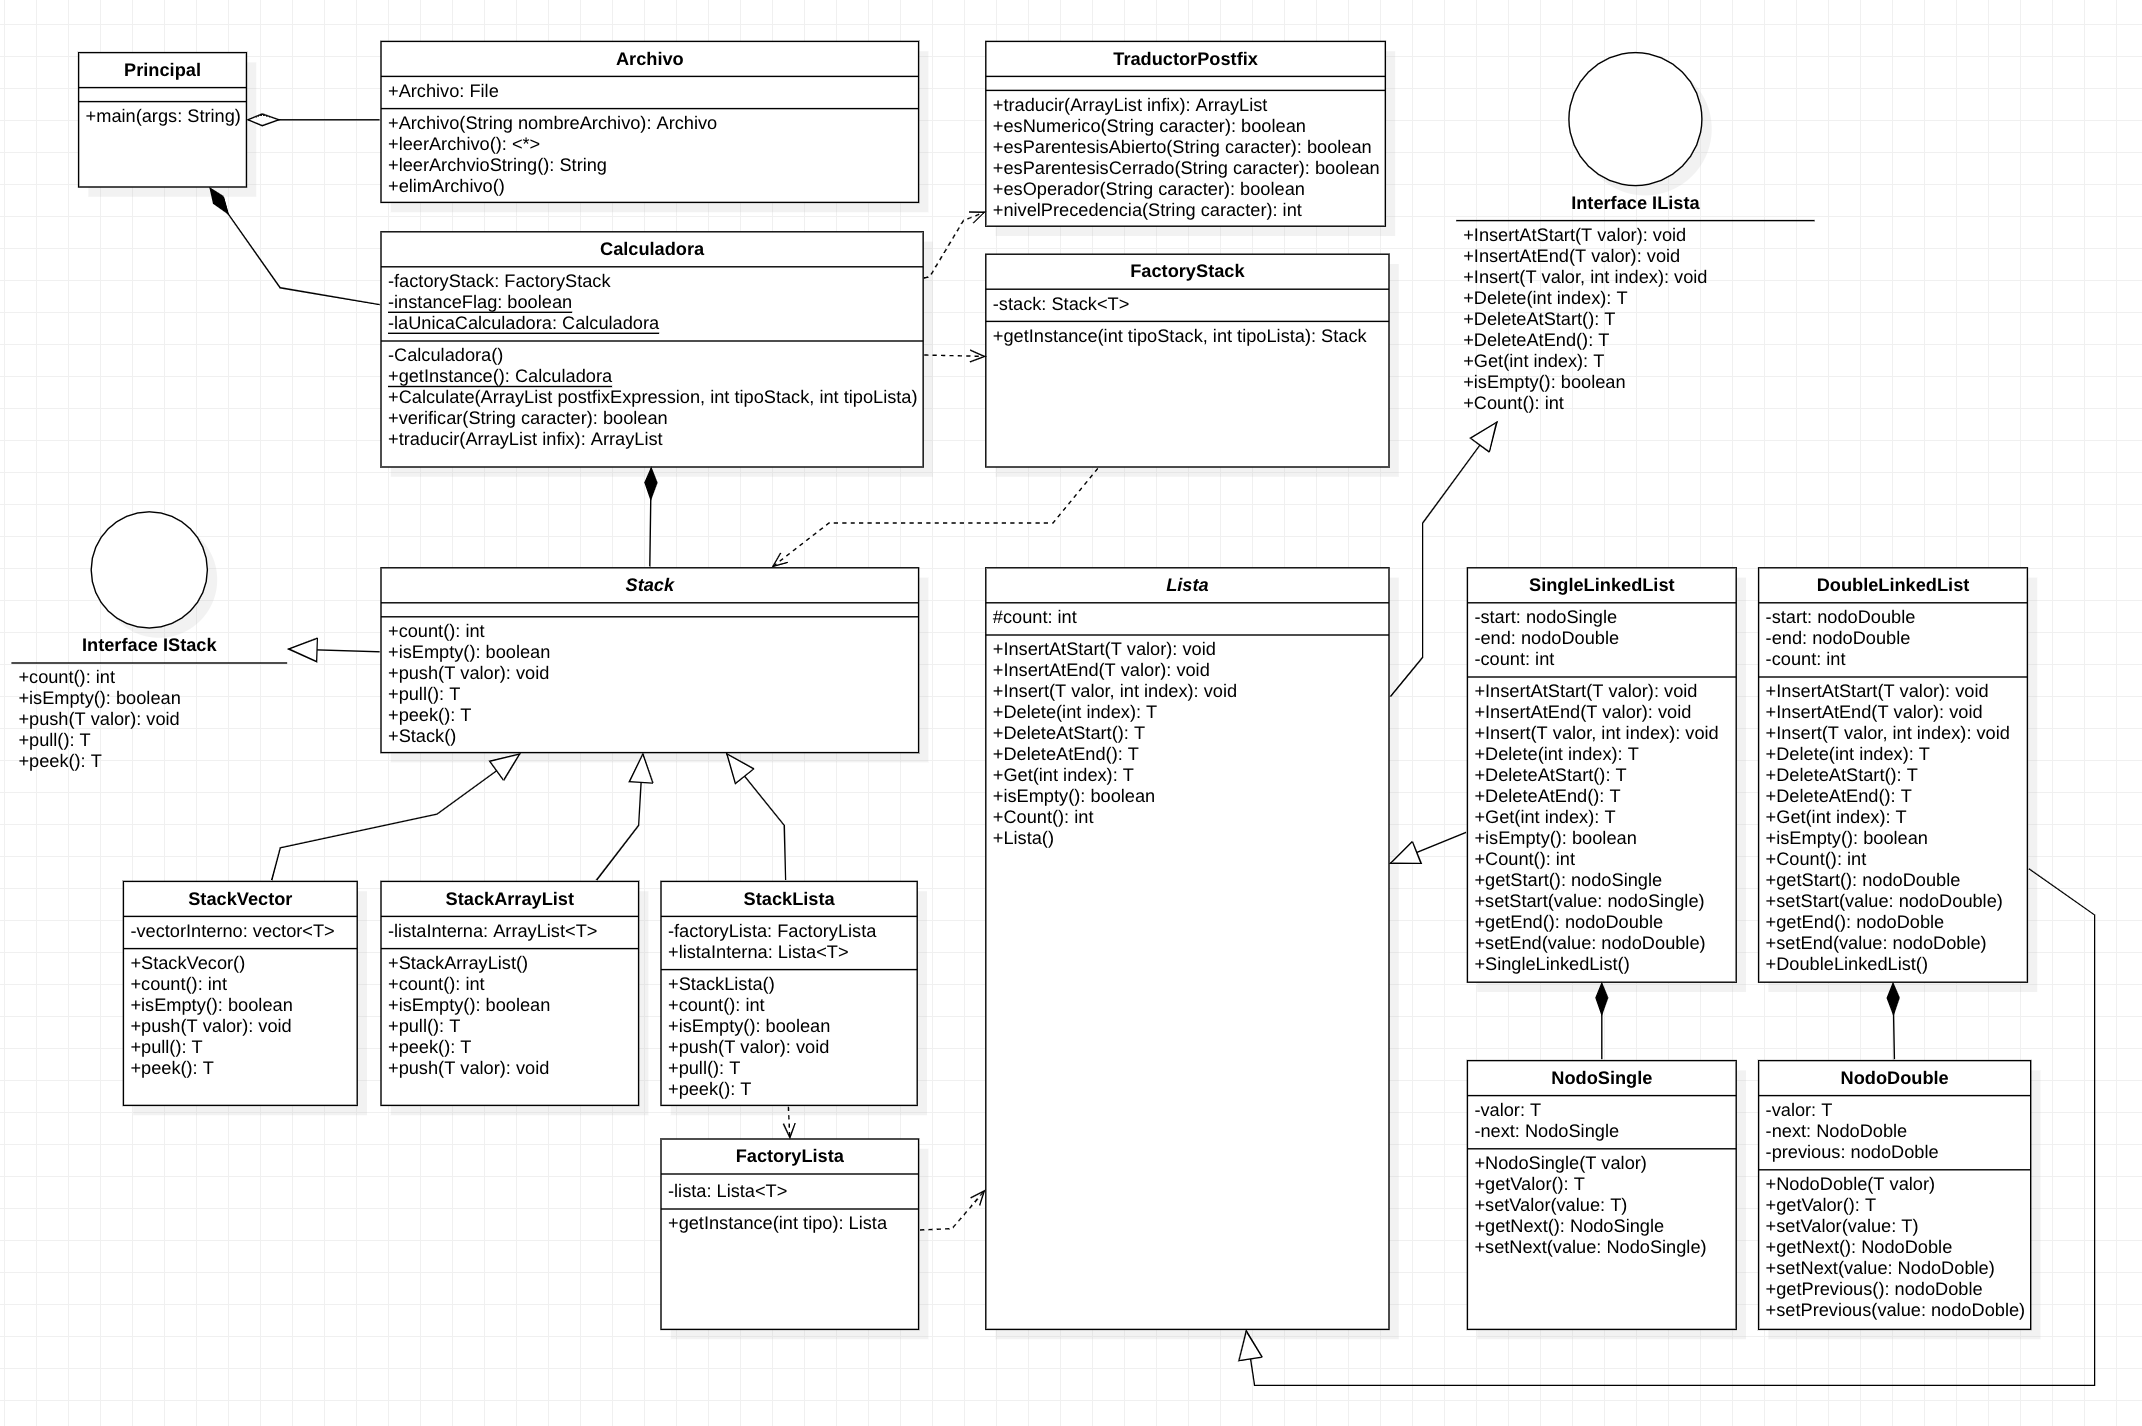 Principal
+main(args: String)
Archivo
+Archivo: File
+Archivo(String nombreArchivo): Archivo
+leerArchivo(): <*>
+leerArchvioString(): String
+elimArchivo()
TraductorPostfix
+traducir(ArrayList infix): ArrayList
+esNumerico(String caracter): boolean
+esParentesisAbierto(String caracter): boolean
+esParentesisCerrado(String caracter): boolean
+esOperador(String caracter): boolean
+nivelPrecedencia(String caracter): int
Interface ILista
+InsertAtStart(T valor): void
+InsertAtEnd(T valor): void
+Insert(T valor, int index): void
+Delete(int index): T
+DeleteAtStart(): T
+DeleteAtEnd(): T
+Get(int index): T
+isEmpty(): boolean
+Count(): int
Calculadora
-factoryStack: FactoryStack
-instanceFlag: boolean
-laUnicaCalculadora: Calculadora
-Calculadora()
+getInstance(): Calculadora
+Calculate(ArrayList postfixExpression, int tipoStack, int tipoLista)
+verificar(String caracter): boolean
+traducir(ArrayList infix): ArrayList
FactoryStack
-stack: Stack<T>
+getInstance(int tipoStack, int tipoLista): Stack
Interface IStack
+count(): int
+isEmpty(): boolean
+push(T valor): void
+pull(): T
+peek(): T
Stack
+count(): int
+isEmpty(): boolean
+push(T valor): void
+pull(): T
+peek(): T
+Stack()
Lista
#count: int
+InsertAtStart(T valor): void
+InsertAtEnd(T valor): void
+Insert(T valor, int index): void
+Delete(int index): T
+DeleteAtStart(): T
+DeleteAtEnd(): T
+Get(int index): T
+isEmpty(): boolean
+Count(): int
+Lista()
SingleLinkedList
-start: nodoSingle
-end: nodoDouble
-count: int
+InsertAtStart(T valor): void
+InsertAtEnd(T valor): void
+Insert(T valor, int index): void
+Delete(int index): T
+DeleteAtStart(): T
+DeleteAtEnd(): T
+Get(int index): T
+isEmpty(): boolean
+Count(): int
+getStart(): nodoSingle
+setStart(value: nodoSingle)
+getEnd(): nodoDouble
+setEnd(value: nodoDouble)
+SingleLinkedList()
DoubleLinkedList
-start: nodoDouble
-end: nodoDouble
-count: int
+InsertAtStart(T valor): void
+InsertAtEnd(T valor): void
+Insert(T valor, int index): void
+Delete(int index): T
+DeleteAtStart(): T
+DeleteAtEnd(): T
+Get(int index): T
+isEmpty(): boolean
+Count(): int
+getStart(): nodoDouble
+setStart(value: nodoDouble)
+getEnd(): nodoDoble
+setEnd(value: nodoDoble)
+DoubleLinkedList()
StackVector
-vectorInterno: vector<T>
+StackVecor()
+count(): int
+isEmpty(): boolean
+push(T valor): void
+pull(): T
+peek(): T
StackArrayList
-listaInterna: ArrayList<T>
+StackArrayList()
+count(): int
+isEmpty(): boolean
+pull(): T
+peek(): T
+push(T valor): void
StackLista
-factoryLista: FactoryLista
+listaInterna: Lista<T>
+StackLista()
+count(): int
+isEmpty(): boolean
+push(T valor): void
+pull(): T
+peek(): T
FactoryLista
-lista: Lista<T>
+getInstance(int tipo): Lista
NodoSingle
-valor: T
-next: NodoSingle
+NodoSingle(T valor)
+getValor(): T
+setValor(value: T)
+getNext(): NodoSingle
+setNext(value: NodoSingle)
NodoDouble
-valor: T
-next: NodoDoble
-previous: nodoDoble
+NodoDoble(T valor)
+getValor(): T
+setValor(value: T)
+getNext(): NodoDoble
+setNext(value: NodoDoble)
+getPrevious(): nodoDoble
+setPrevious(value: nodoDoble)